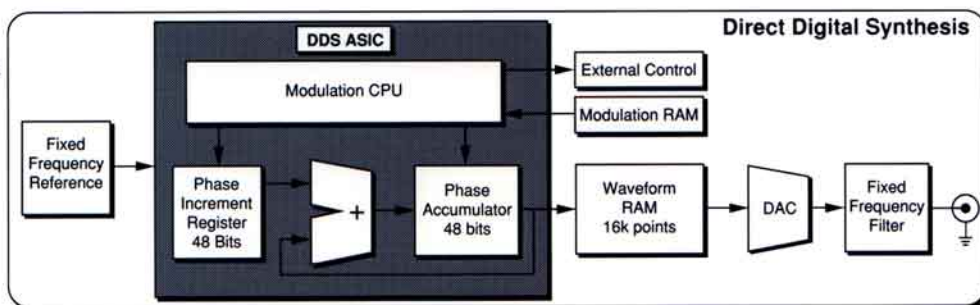 Direct Digital Synthesis
DDS ASIC
Modulation CPU
External Control
Modulation RAM
Fixed
Frequency
Reference
Phase
Increment
Register
48 Bits
+
Phase
Accumulator
48 bits
Waveform
RAM
16k points
DAC
Fixed
Frequency
Filter